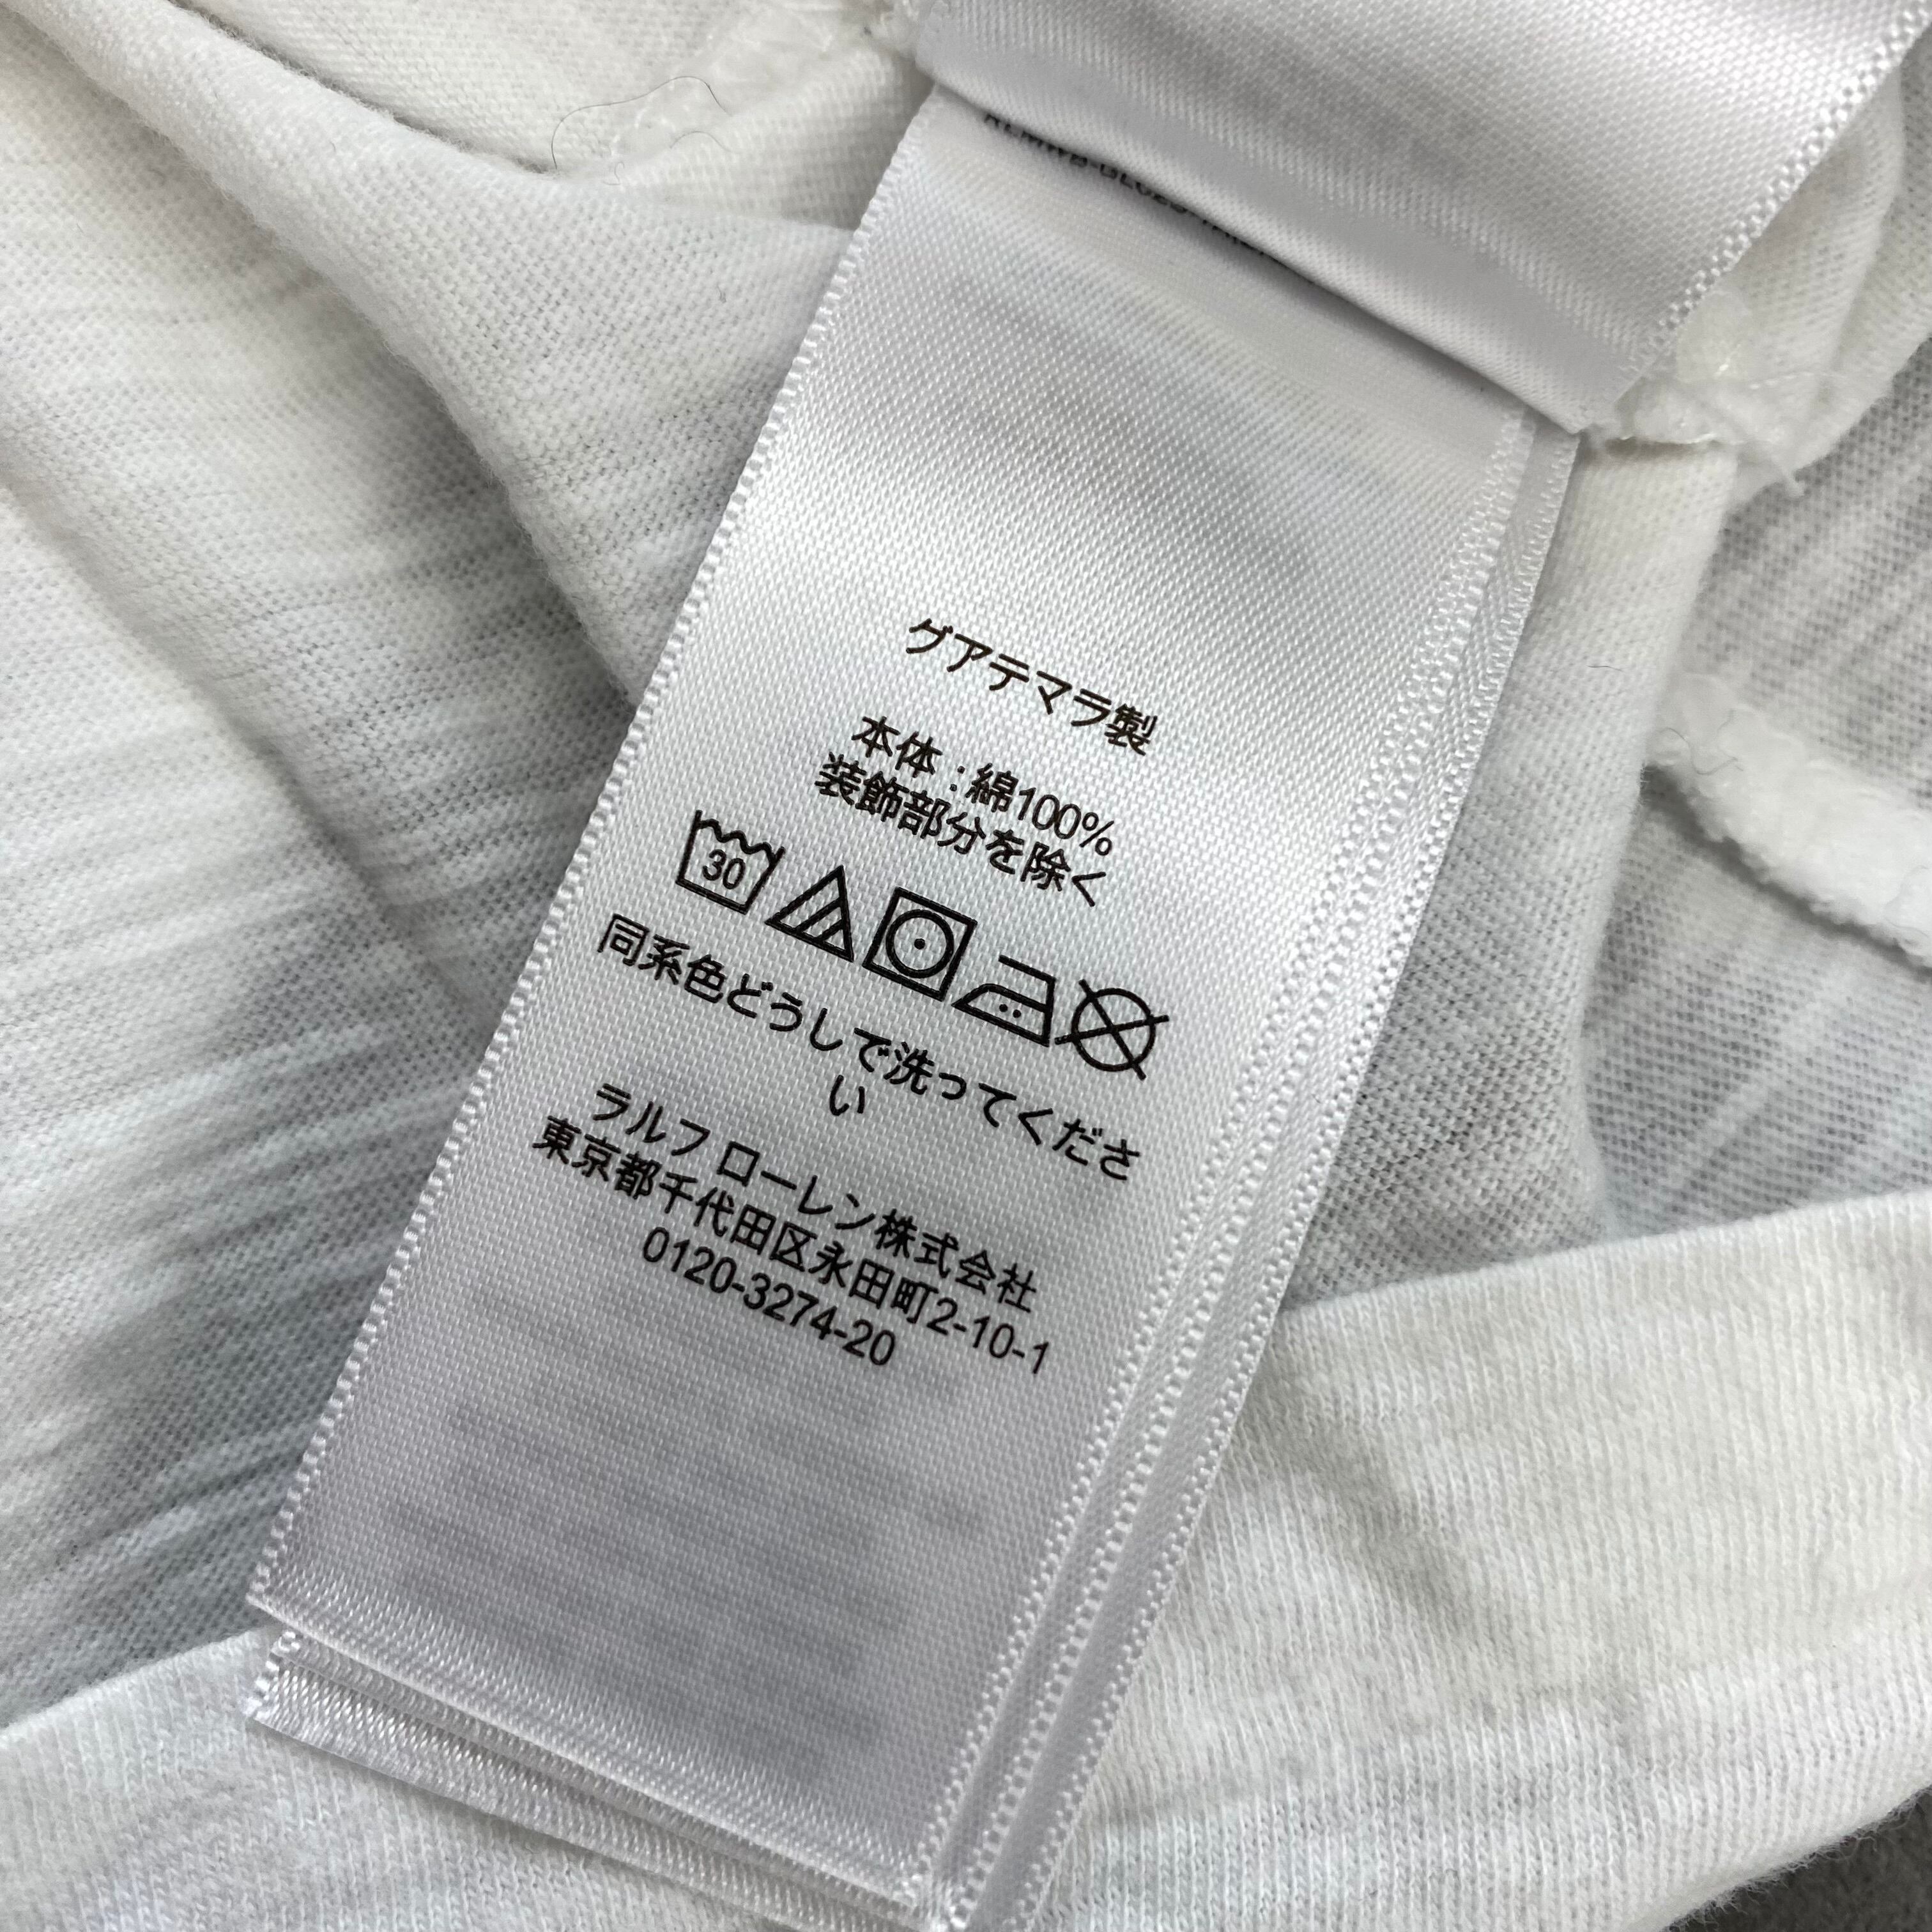 グアテマラ製
本体 : 綿100%
装飾部分を除く
30
同系色どうしで洗ってくださ
い
ラルフ ローレン株式会社
東京都千代田区永田町2-10-1
0120-3274-20